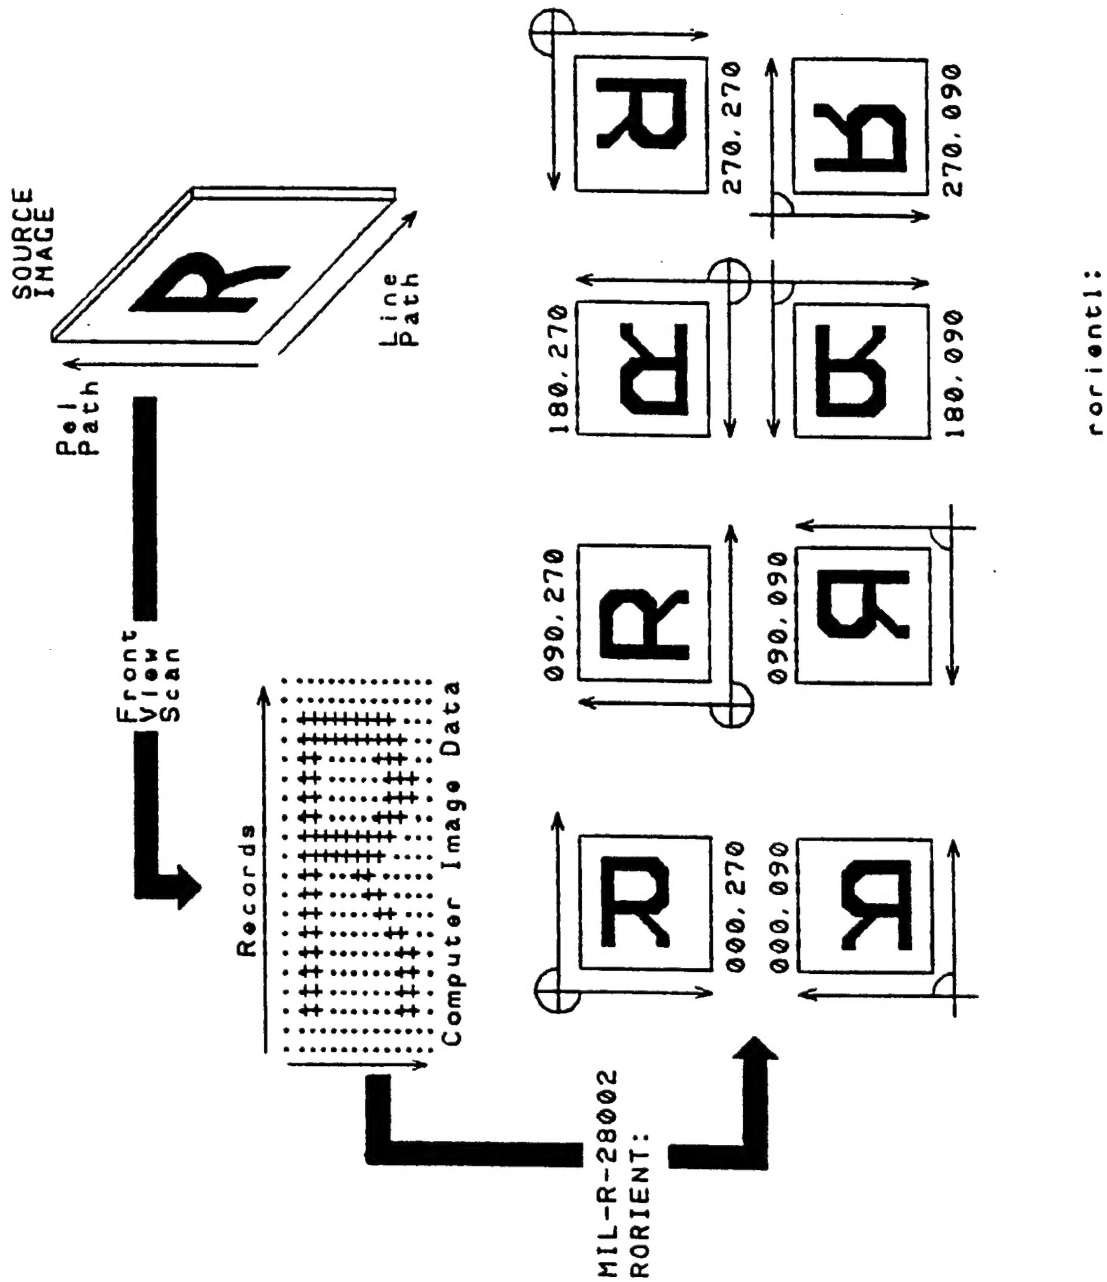 SOURCE
IMAGE
R
Pel
Path
Front
View
Scan
Records
Line
Path
Computer Image Data
MIL-R-28002
RORIENT:
090,270
180,270
000,270
270,270
000,090
090,090
180,090
270,090
rorient1: